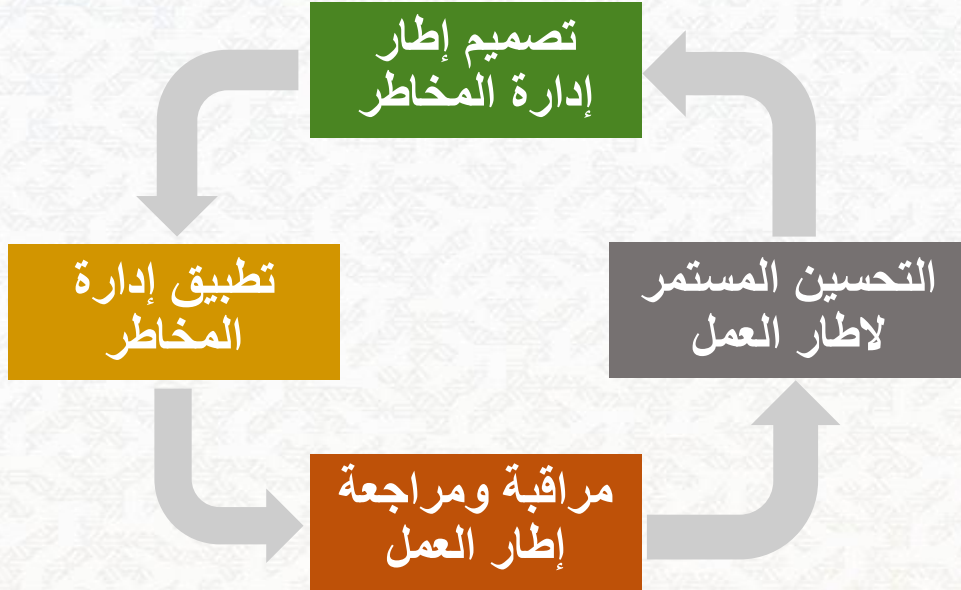 تصميم إطار
إدارة المخاطر
تطبيق إدارة
المخاطر
مراقبة ومراجعة
إطار العمل
التحسين المستمر
لاطار العمل